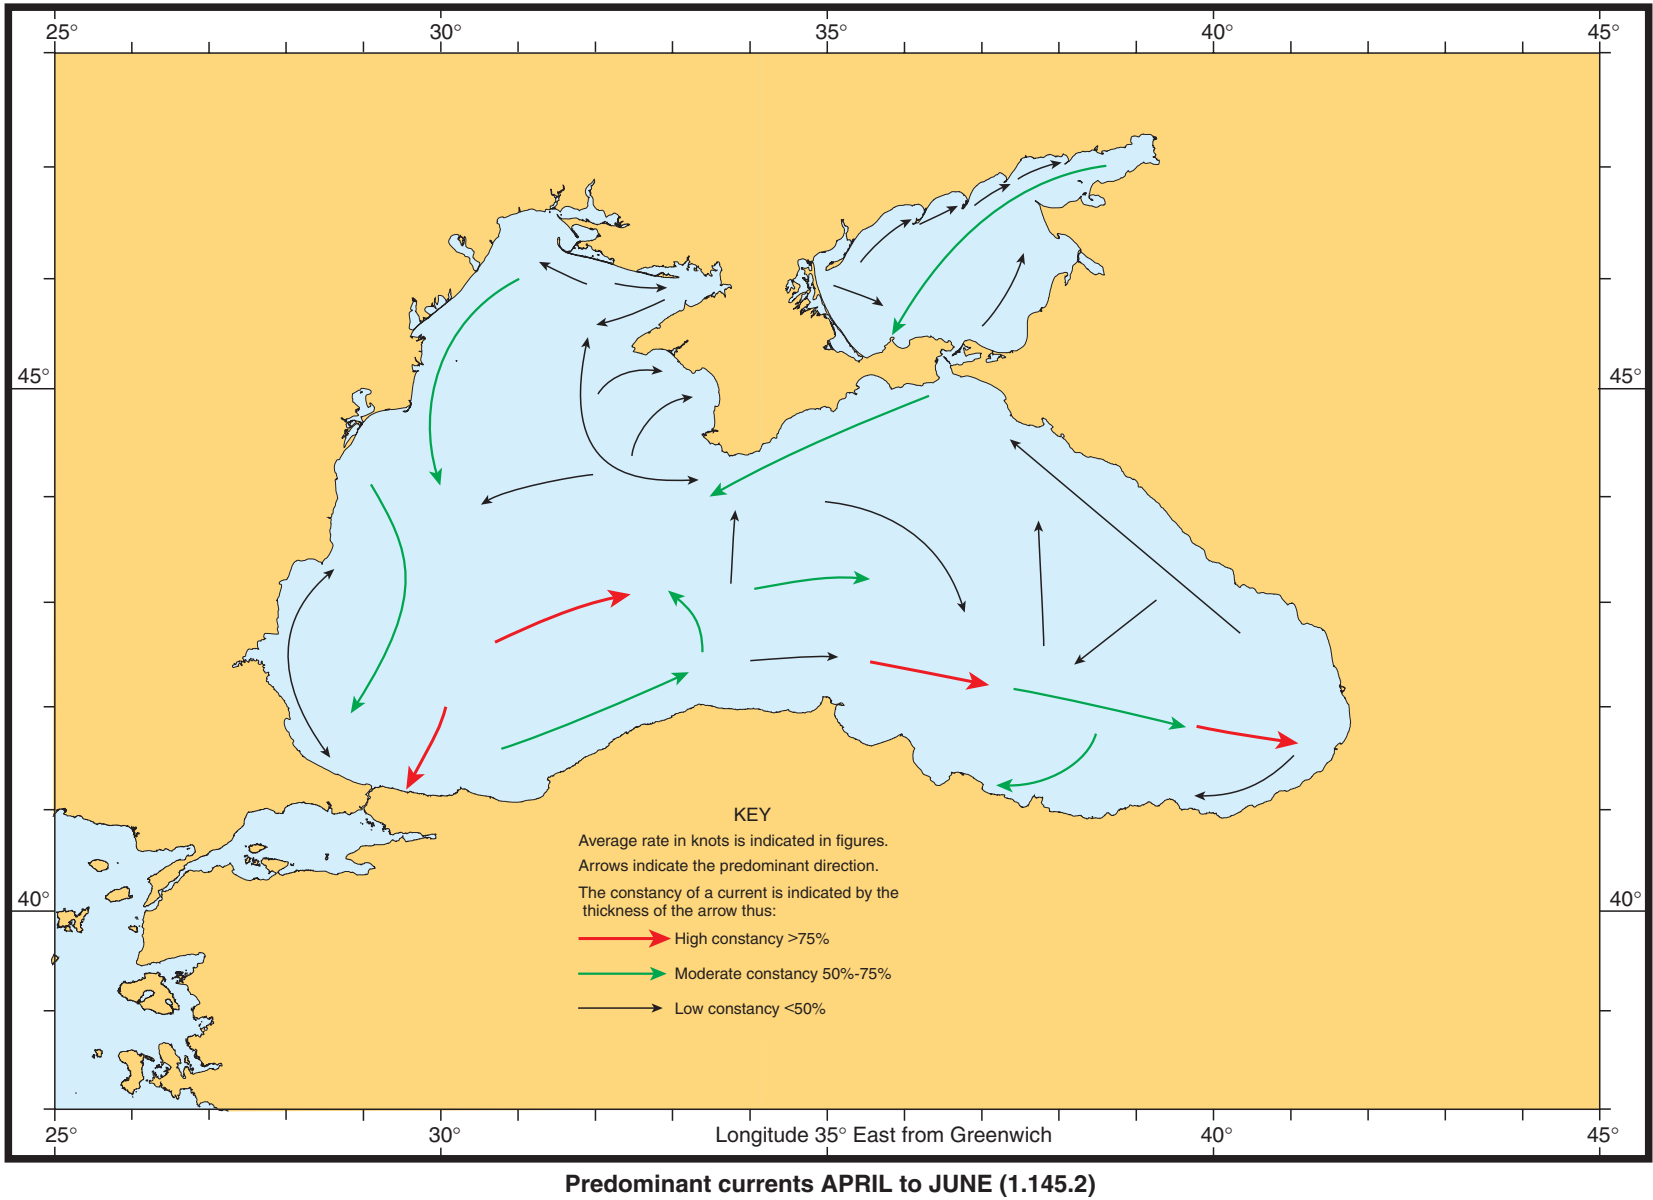 25° 30° 35° 40° 45°
45° 45°
KEY
Average rate in knots is indicated in figures.
Arrows indicate the predominant direction.
The constancy of a current is indicated by the
thickness of the arrow thus:
40° 40°
High constancy >75%
Moderate constancy 50%-75%
Low constancy <50%
25° 30° Longitude 35° East from Greenwich 40° 45°
Predominant currents APRIL to JUNE (1.145.2)